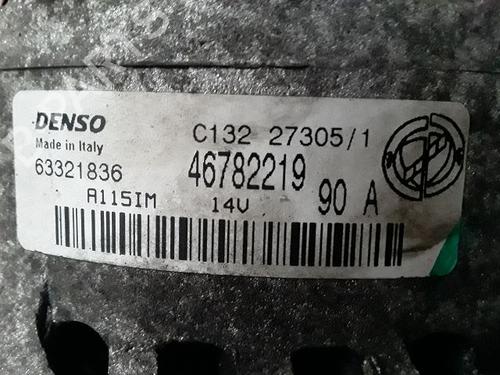 DENSO
Made in Italy
C132 27305/1
63321836
46782219
A115IM
14V
90 A